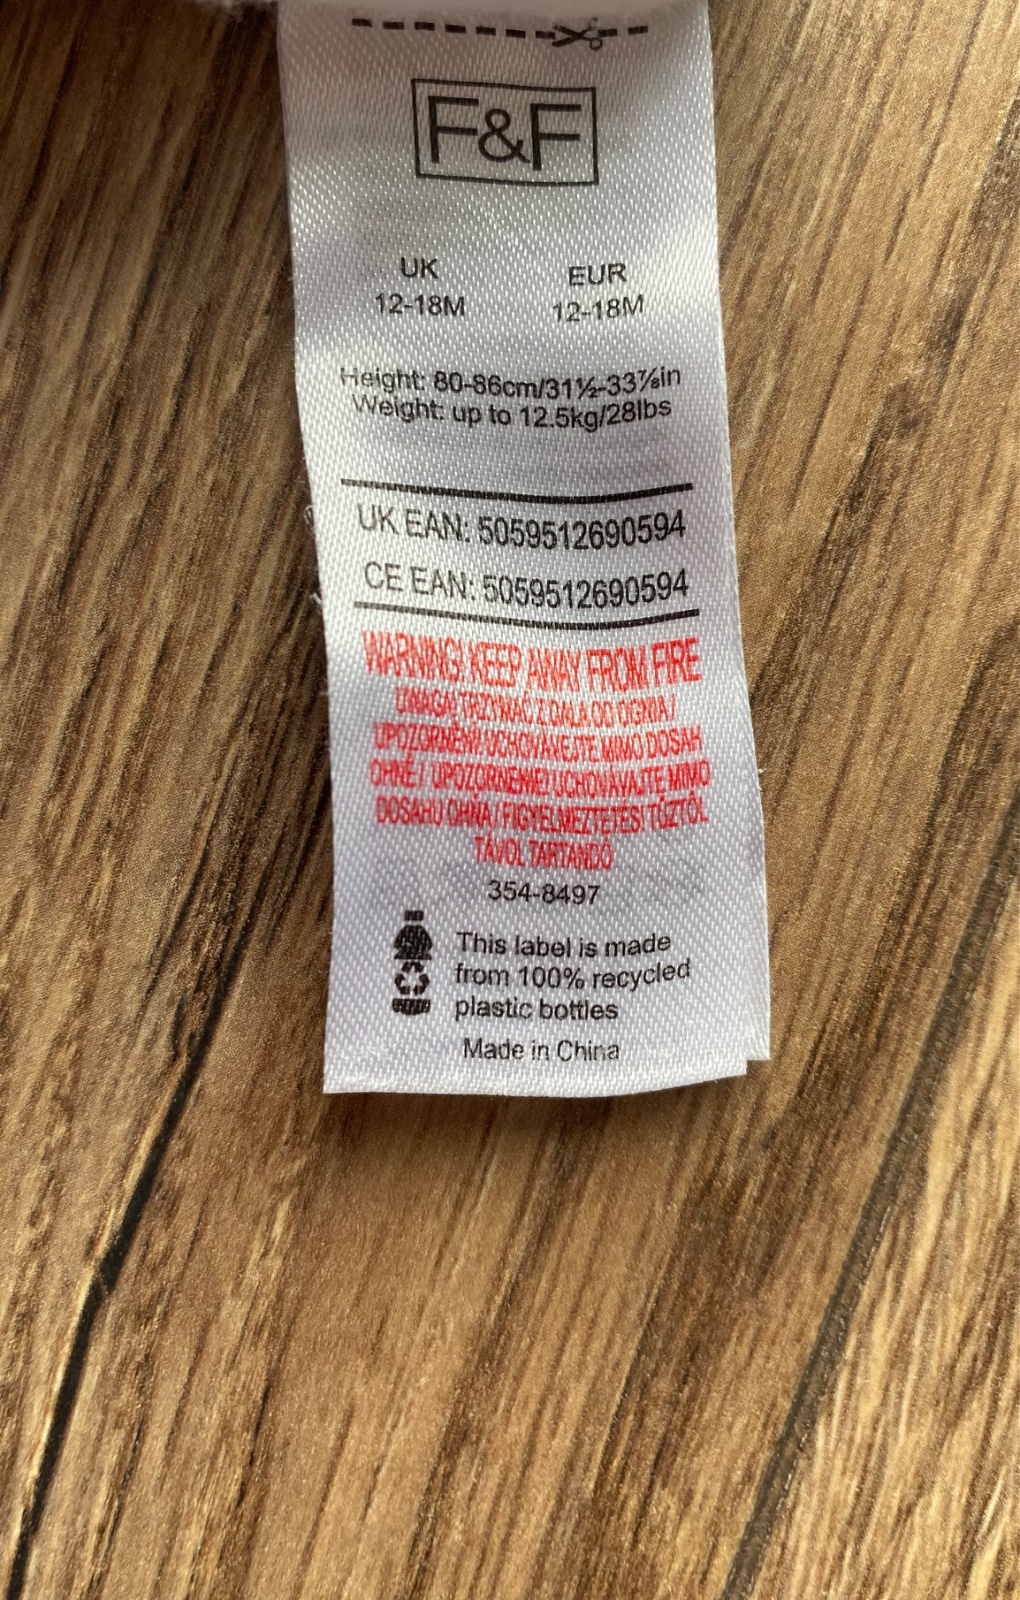 F&F
UK EUR
12-18M 12-18M
Height: 80-86cm/31½-33⅞in
Weight: up to 12.5kg/28lbs
UK EAN: 5059512690594
CE EAN: 5059512690594
WARNING! KEEP AWAY FROM FIRE
UWAGA! TRZYMAĆ Z DALA OD OGNIA /
UPOZORNĚNÍ! UCHOVÁVEJTE MIMO DOSAH
OHNĚ / UPOZORNENIE! UCHOVÁVAJTE MIMO
DOSAHU OHŇA / FIGYELMEZTETÉS! TŰZTŐL
TÁVOL TARTANDÓ
354-8497
This label is made
from 100% recycled
plastic bottles
Made in China